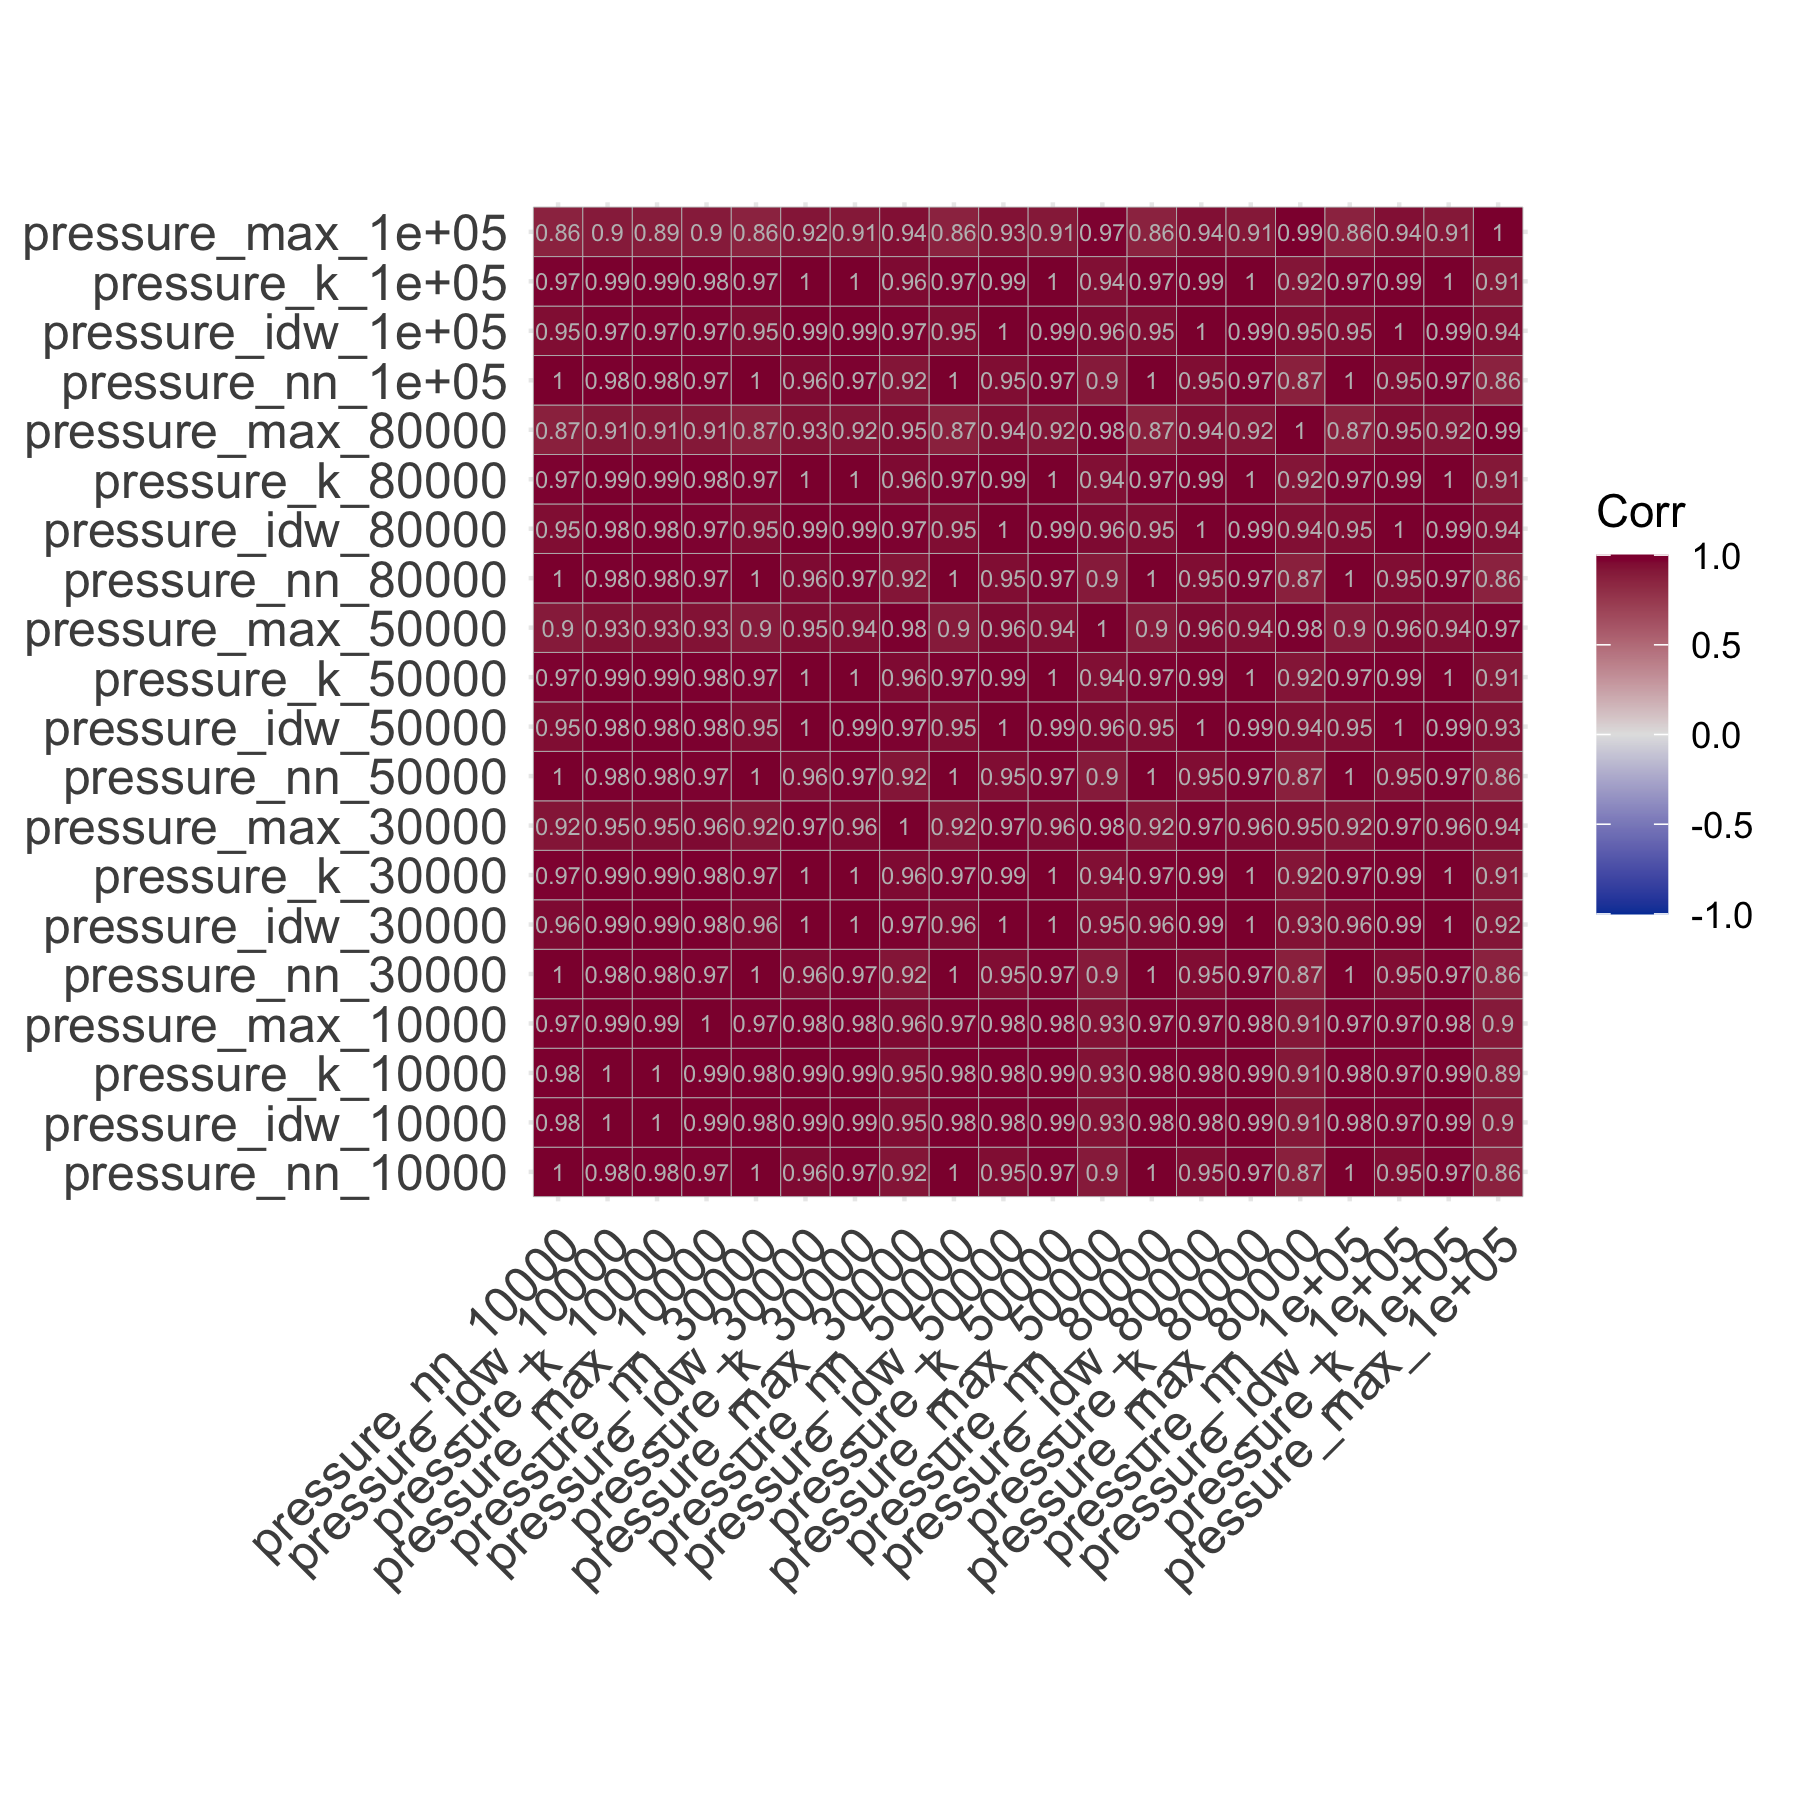 pressure_max_1e+05 0.86 0.9 0.89 0.9 0.86 0.92 0.91 0.94 0.86 0.93 0.91 0.97 0.86 0.94 0.91 0.99 0.86 0.94 0.91 1
pressure_k_1e+05 0.97 0.99 0.99 0.98 0.97 1 1 0.96 0.97 0.99 1 0.94 0.97 0.99 1 0.92 0.97 0.99 1 0.91
pressure_idw_1e+05 0.95 0.97 0.97 0.97 0.95 0.99 0.99 0.97 0.95 1 0.99 0.96 0.95 1 0.99 0.95 0.95 1 0.99 0.94
pressure_nn_1e+05 1 0.98 0.98 0.97 1 0.96 0.97 0.92 1 0.95 0.97 0.9 1 0.95 0.97 0.87 1 0.95 0.97 0.86
pressure_max_80000 0.87 0.91 0.91 0.91 0.87 0.93 0.92 0.95 0.87 0.94 0.92 0.98 0.87 0.94 0.92 1 0.87 0.95 0.92 0.99
pressure_k_80000 0.97 0.99 0.99 0.98 0.97 1 1 0.96 0.97 0.99 1 0.94 0.97 0.99 1 0.92 0.97 0.99 1 0.91
pressure_idw_80000 0.95 0.98 0.98 0.97 0.95 0.99 0.99 0.97 0.95 1 0.99 0.96 0.95 1 0.99 0.94 0.95 1 0.99 0.94
pressure_nn_80000 1 0.98 0.98 0.97 1 0.96 0.97 0.92 1 0.95 0.97 0.9 1 0.95 0.97 0.87 1 0.95 0.97 0.86
pressure_max_50000 0.9 0.93 0.93 0.93 0.9 0.95 0.94 0.98 0.9 0.96 0.94 1 0.9 0.96 0.94 0.98 0.9 0.96 0.94 0.97
pressure_k_50000 0.97 0.99 0.99 0.98 0.97 1 1 0.96 0.97 0.99 1 0.94 0.97 0.99 1 0.92 0.97 0.99 1 0.91
pressure_idw_50000 0.95 0.98 0.98 0.98 0.95 1 0.99 0.97 0.95 1 0.99 0.96 0.95 1 0.99 0.94 0.95 1 0.99 0.93
pressure_nn_50000 1 0.98 0.98 0.97 1 0.96 0.97 0.92 1 0.95 0.97 0.9 1 0.95 0.97 0.87 1 0.95 0.97 0.86
pressure_max_30000 0.92 0.95 0.95 0.96 0.92 0.97 0.96 1 0.92 0.97 0.96 0.98 0.92 0.97 0.96 0.95 0.92 0.97 0.96 0.94
pressure_k_30000 0.97 0.99 0.99 0.98 0.97 1 1 0.96 0.97 0.99 1 0.94 0.97 0.99 1 0.92 0.97 0.99 1 0.91
pressure_idw_30000 0.96 0.99 0.99 0.98 0.96 1 1 0.97 0.96 1 1 0.95 0.96 0.99 1 0.93 0.96 0.99 1 0.92
pressure_nn_30000 1 0.98 0.98 0.97 1 0.96 0.97 0.92 1 0.95 0.97 0.9 1 0.95 0.97 0.87 1 0.95 0.97 0.86
pressure_max_10000 0.97 0.99 0.99 1 0.97 0.98 0.98 0.96 0.97 0.98 0.98 0.93 0.97 0.97 0.98 0.91 0.97 0.97 0.98 0.9
pressure_k_10000 0.98 1 1 0.99 0.98 0.99 0.99 0.95 0.98 0.98 0.99 0.93 0.98 0.98 0.99 0.91 0.98 0.97 0.99 0.89
pressure_idw_10000 0.98 1 1 0.99 0.98 0.99 0.99 0.95 0.98 0.98 0.99 0.93 0.98 0.98 0.99 0.91 0.98 0.97 0.99 0.9
pressure_nn_10000 1 0.98 0.98 0.97 1 0.96 0.97 0.92 1 0.95 0.97 0.9 1 0.95 0.97 0.87 1 0.95 0.97 0.86
pressure_nn_10000
pressure_idw_10000
pressure_k_10000
pressure_max_10000
pressure_nn_30000
pressure_idw_30000
pressure_k_30000
pressure_max_30000
pressure_nn_50000
pressure_idw_50000
pressure_k_50000
pressure_max_50000
pressure_nn_80000
pressure_idw_80000
pressure_k_80000
pressure_max_80000
pressure_nn_1e+05
pressure_idw_1e+05
pressure_k_1e+05
pressure_max_1e+05
Corr
1.0
0.5
0.0
-0.5
-1.0